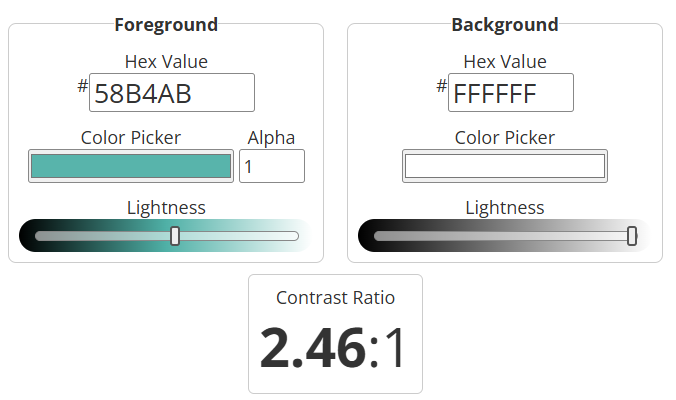 Foreground
Hex Value
# 58B4AB
Color Picker Alpha
1
Lightness
Background
Hex Value
# FFFFFF
Color Picker
Lightness
Contrast Ratio
2.46:1